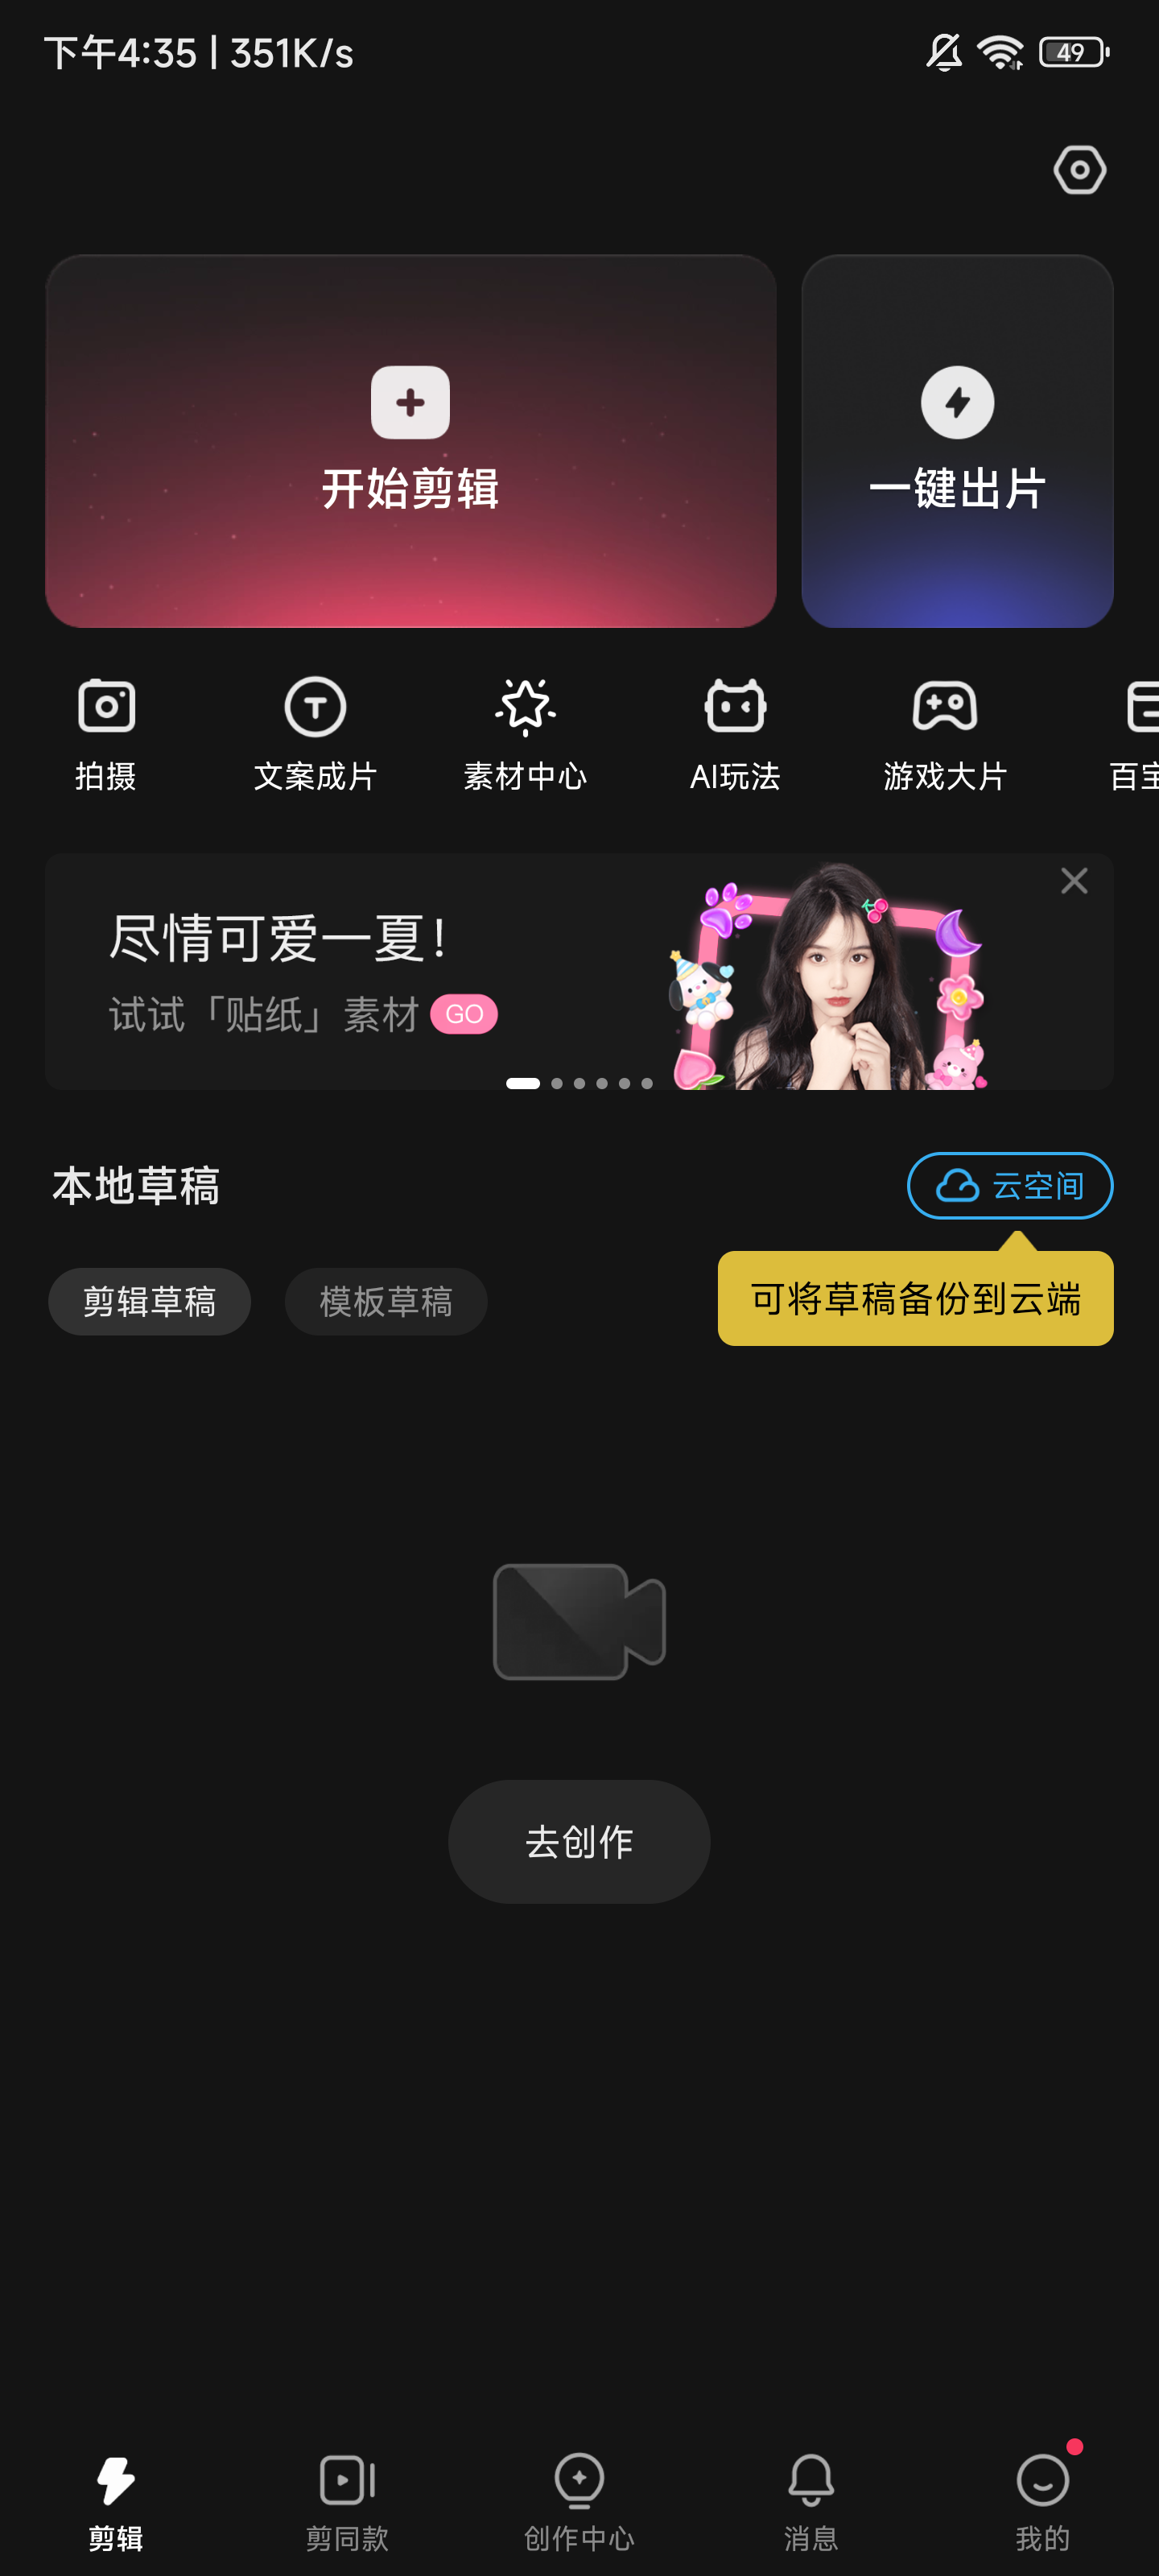 下午4:35 | 351K/s
49
开始剪辑
一键出片
拍摄
文案成片
素材中心
AI玩法
游戏大片
百宝
尽情可爱一夏!
试试「贴纸」素材 GO
本地草稿
云空间
剪辑草稿
模板草稿
可将草稿备份到云端
去创作
剪辑
剪同款
创作中心
消息
我的